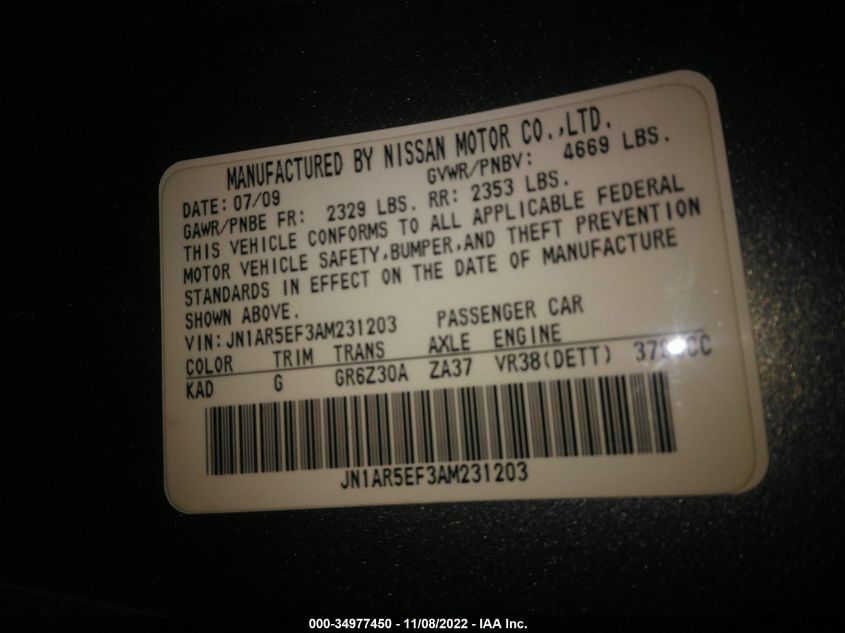 MANUFACTURED BY NISSAN MOTOR CO.,LTD.
DATE: 07/09 GVWR/PNBV: 4669 LBS.
GAWR/PNBE FR: 2329 LBS. RR: 2353 LBS.
THIS VEHICLE CONFORMS TO ALL APPLICABLE FEDERAL
MOTOR VEHICLE SAFETY,BUMPER,AND THEFT PREVENTION
STANDARDS IN EFFECT ON THE DATE OF MANUFACTURE
SHOWN ABOVE.
VIN:JN1AR5EF3AM231203 PASSENGER CAR
COLOR TRIM TRANS AXLE ENGINE
KAD G GR6Z30A ZA37 VR38(DETT)
JN1AR5EF3AM231203
000-34977450 - 11/08/2022 - IAA Inc.